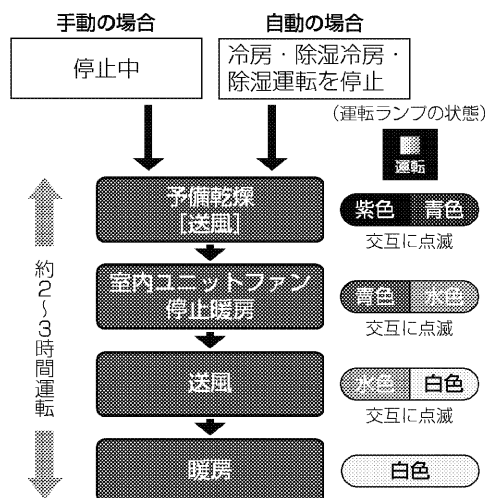 手動の場合
自動の場合
停止中
冷房・除湿冷房・
除湿運転を停止
（運転ランプの状態）
運転
予備乾燥
[送風]
紫色 青色
交互に点滅
室内ユニットファン
停止暖房
青色 水色
交互に点滅
送風
水色 白色
交互に点滅
暖房
白色
約2〜3時間運転